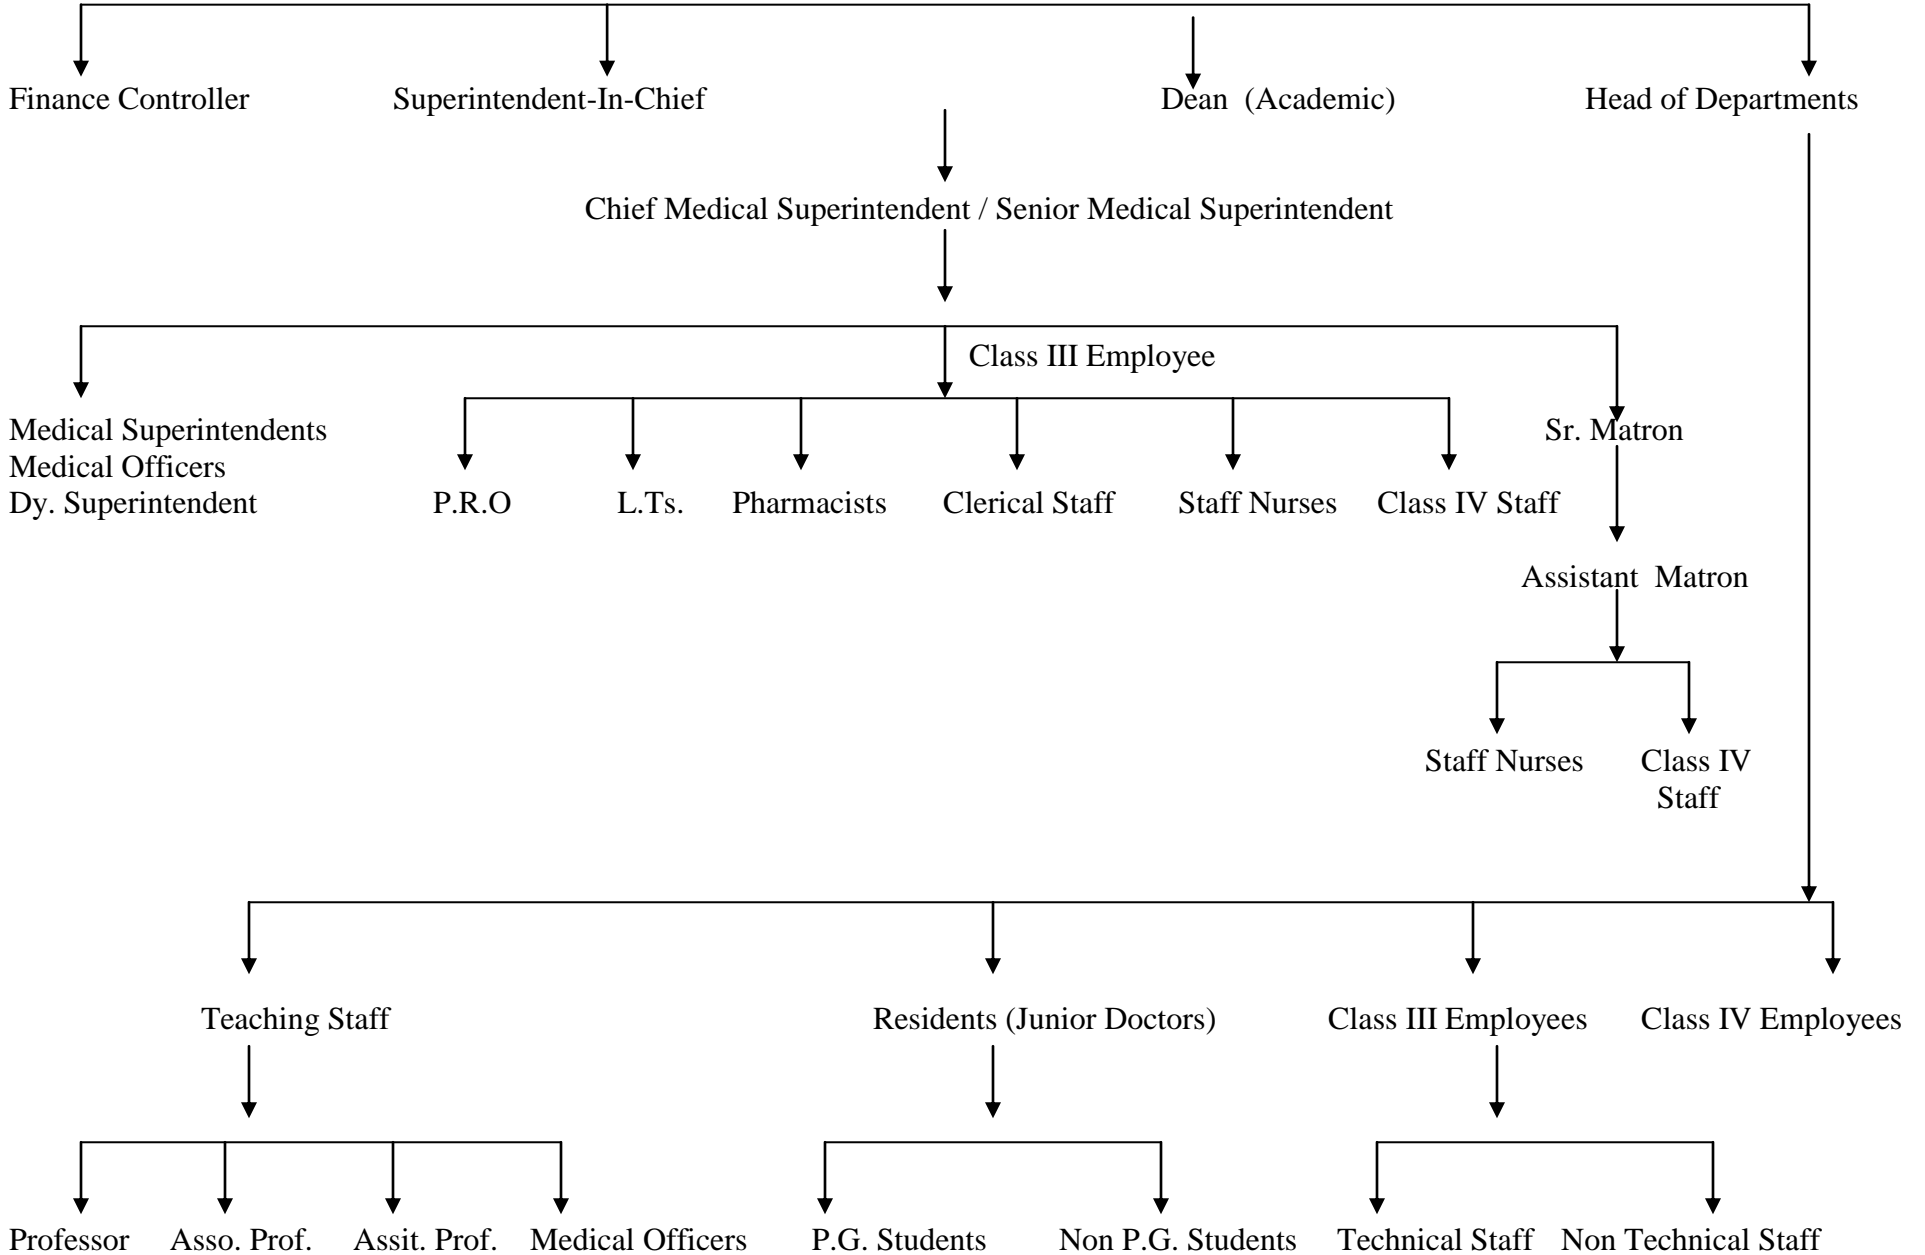 Finance Controller
Superintendent-In-Chief
Dean (Academic)
Head of Departments
Chief Medical Superintendent / Senior Medical Superintendent
Class III Employee
Medical Superintendents
Medical Officers
Dy. Superintendent
P.R.O
L.Ts.
Pharmacists
Clerical Staff
Staff Nurses
Class IV Staff
Sr. Matron
Assistant Matron
Staff Nurses
Class IV
Staff
Teaching Staff
Residents (Junior Doctors)
Class III Employees
Class IV Employees
Professor
Asso. Prof.
Assit. Prof.
Medical Officers
P.G. Students
Non P.G. Students
Technical Staff
Non Technical Staff